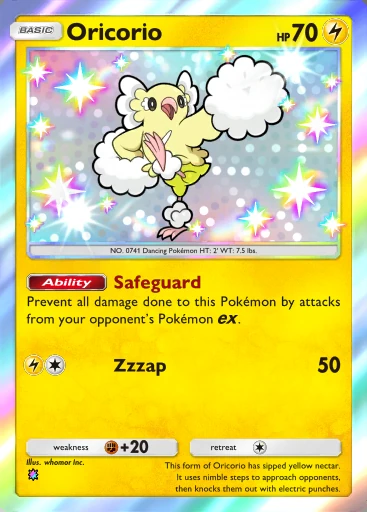 BASIC Oricorio HP 70
NO. 0741 Dancing Pokémon HT: 2' WT: 7.5 lbs.
Ability Safeguard
Prevent all damage done to this Pokémon by attacks
from your opponent's Pokémon ex.
Zzzap 50
weakness +20 retreat
Illus. whomor Inc.
This form of Oricorio has sipped yellow nectar.
It uses nimble steps to approach opponents,
then knocks them out with electric punches.